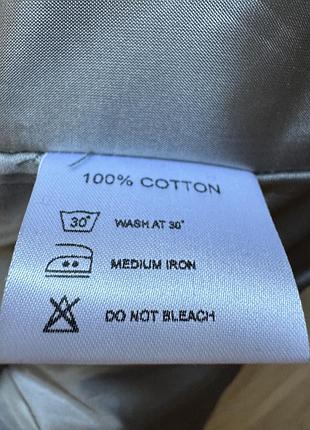 100% COTTON
30° WASH AT 30°
MEDIUM IRON
DO NOT BLEACH